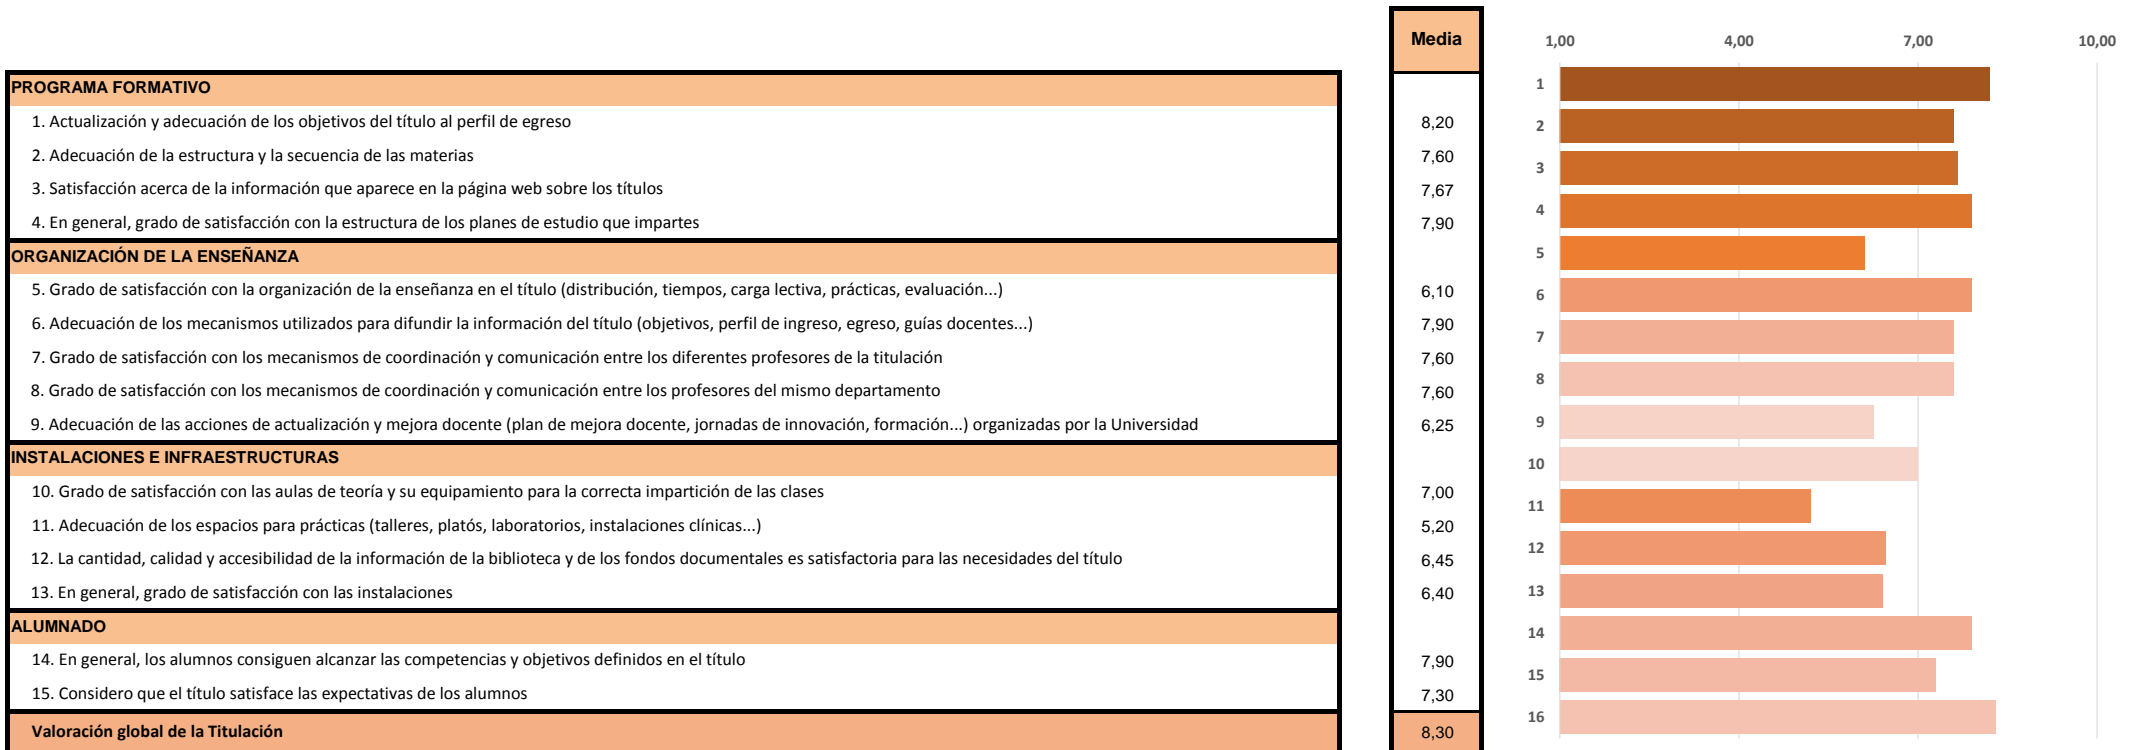 Media
1,00 4,00 7,00 10,00
PROGRAMA FORMATIVO
1. Actualización y adecuación de los objetivos del título al perfil de egreso 8,20
2. Adecuación de la estructura y la secuencia de las materias 7,60
3. Satisfacción acerca de la información que aparece en la página web sobre los títulos 7,67
4. En general, grado de satisfacción con la estructura de los planes de estudio que impartes 7,90
ORGANIZACIÓN DE LA ENSEÑANZA
5. Grado de satisfacción con la organización de la enseñanza en el título (distribución, tiempos, carga lectiva, prácticas, evaluación...) 6,10
6. Adecuación de los mecanismos utilizados para difundir la información del título (objetivos, perfil de ingreso, egreso, guías docentes...) 7,90
7. Grado de satisfacción con los mecanismos de coordinación y comunicación entre los diferentes profesores de la titulación 7,60
8. Grado de satisfacción con los mecanismos de coordinación y comunicación entre los profesores del mismo departamento 7,60
9. Adecuación de las acciones de actualización y mejora docente (plan de mejora docente, jornadas de innovación, formación...) organizadas por la Universidad 6,25
INSTALACIONES E INFRAESTRUCTURAS
10. Grado de satisfacción con las aulas de teoría y su equipamiento para la correcta impartición de las clases 7,00
11. Adecuación de los espacios para prácticas (talleres, platós, laboratorios, instalaciones clínicas...) 5,20
12. La cantidad, calidad y accesibilidad de la información de la biblioteca y de los fondos documentales es satisfactoria para las necesidades del título 6,45
13. En general, grado de satisfacción con las instalaciones 6,40
ALUMNADO
14. En general, los alumnos consiguen alcanzar las competencias y objetivos definidos en el título 7,90
15. Considero que el título satisface las expectativas de los alumnos 7,30
Valoración global de la Titulación 8,30
1
2
3
4
5
6
7
8
9
10
11
12
13
14
15
16